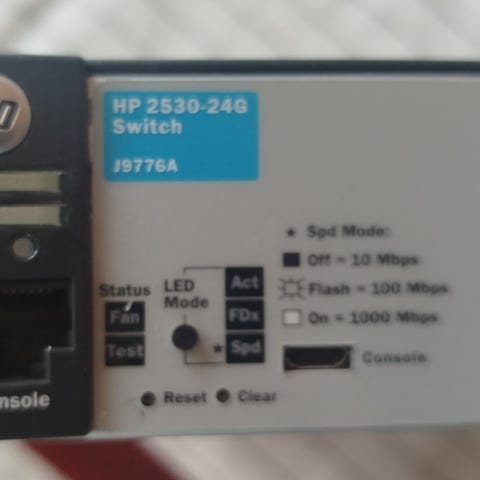 HP 2530-24G
Switch
J9776A
★ Spd Mode:
Off = 10 Mbps
Flash = 100 Mbps
On = 1000 Mbps
Console
Status
Fan
Test
LED
Mode
Act
FDx
★ Spd
Reset
Clear
nsole